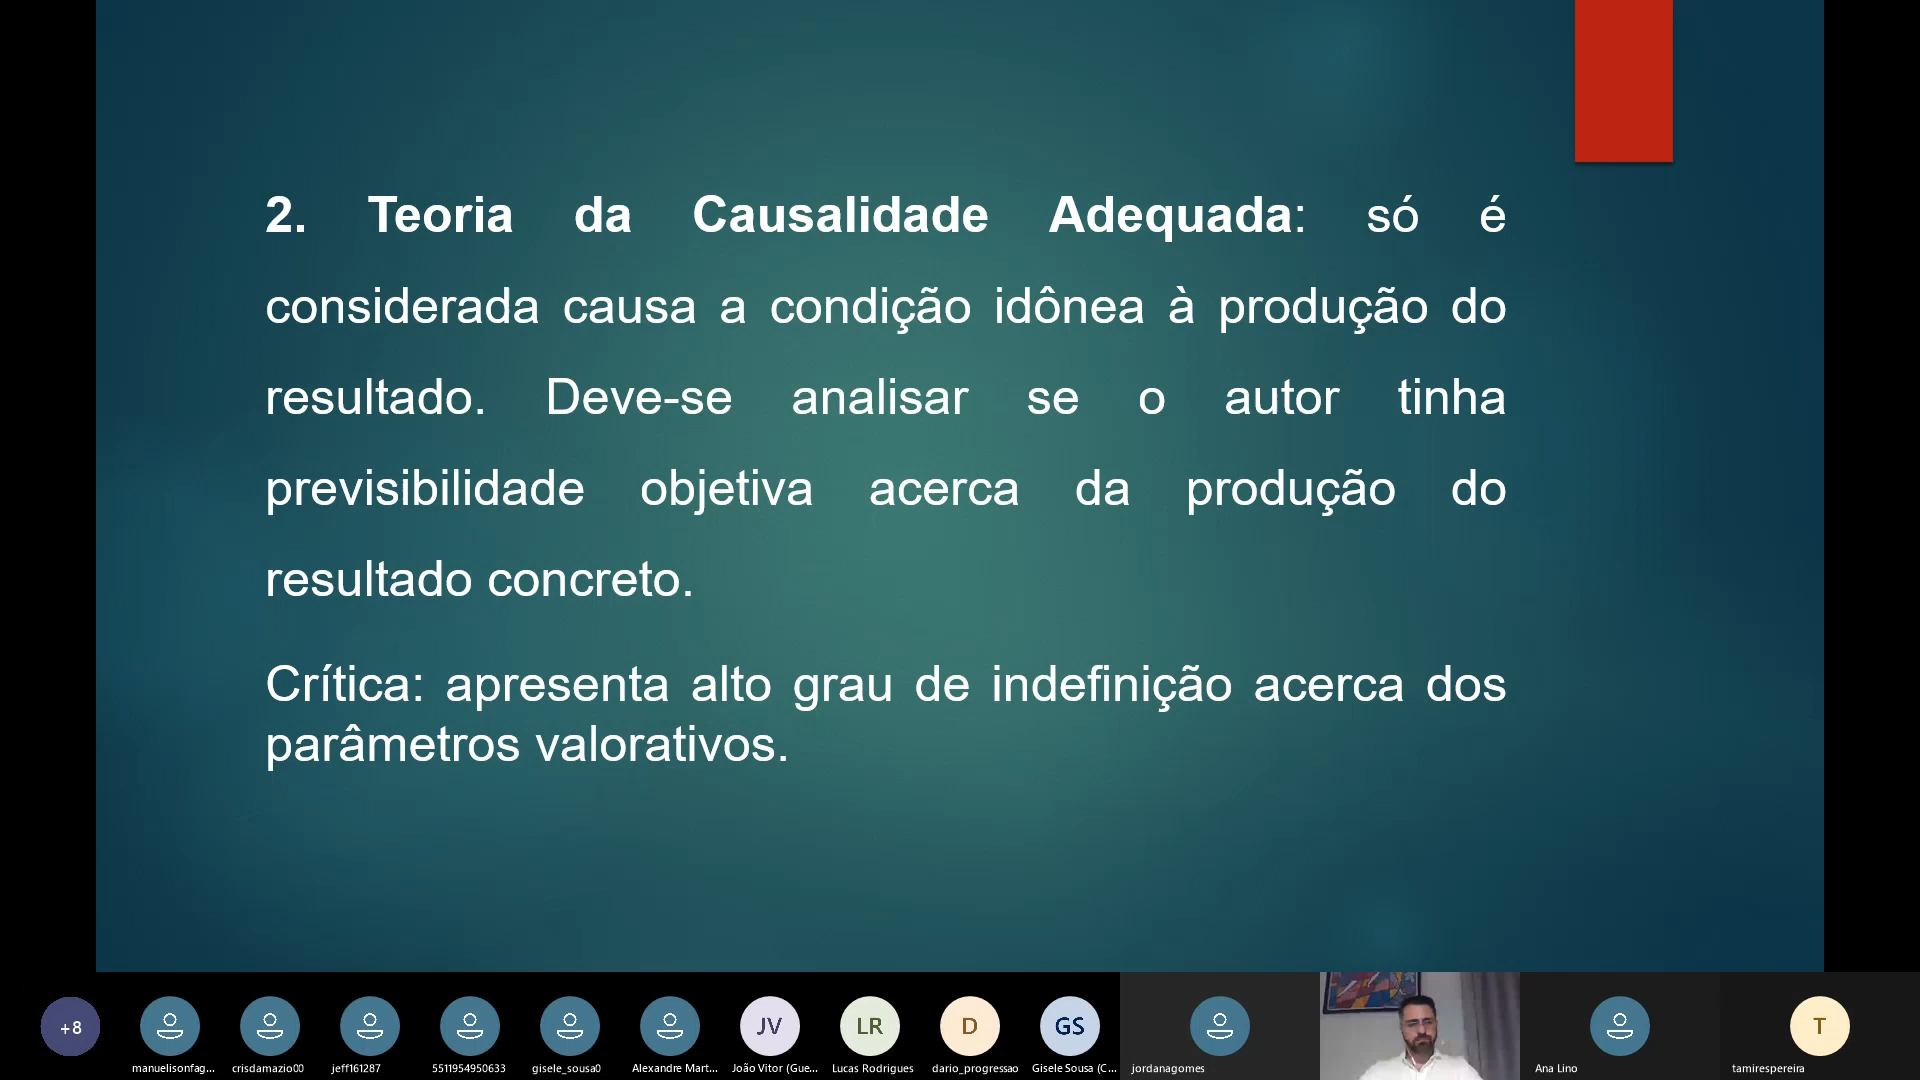 2. Teoria da Causalidade Adequada: só é
considerada causa a condição idônea à produção do
resultado. Deve-se analisar se o autor tinha
previsibilidade objetiva acerca da produção do
resultado concreto.
Crítica: apresenta alto grau de indefinição acerca dos
parâmetros valorativos.
+8
JV
LR
D
GS
T
manuelisonfag...
crisdamazio00
jeff161287
5511954950633
gisele_sousa0
Alexandre Mart...
João Vitor (Gue...
Lucas Rodrigues
dario_progressao
Gisele Sousa (C...
jordanagomes
Ana Lino
tamirespereira